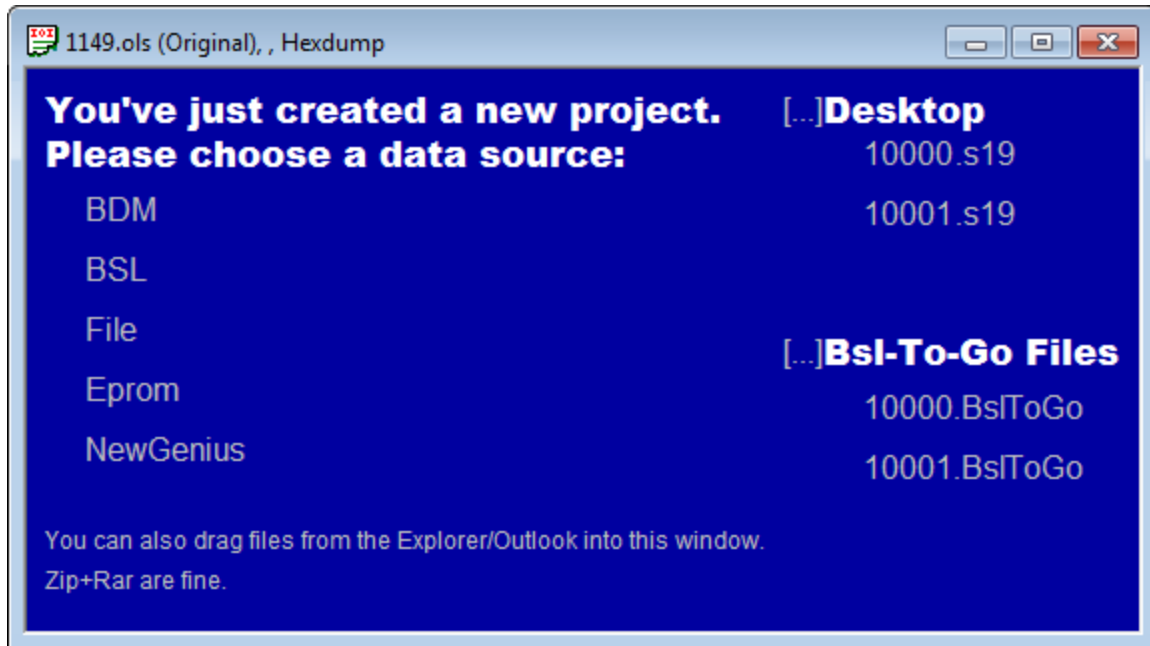 1149.ols (Original), , Hexdump
You've just created a new project.
Please choose a data source:
BDM
BSL
File
Eprom
NewGenius
[...]Desktop
10000.s19
10001.s19
[...]Bsl-To-Go Files
10000.BslToGo
10001.BslToGo
You can also drag files from the Explorer/Outlook into this window.
Zip+Rar are fine.